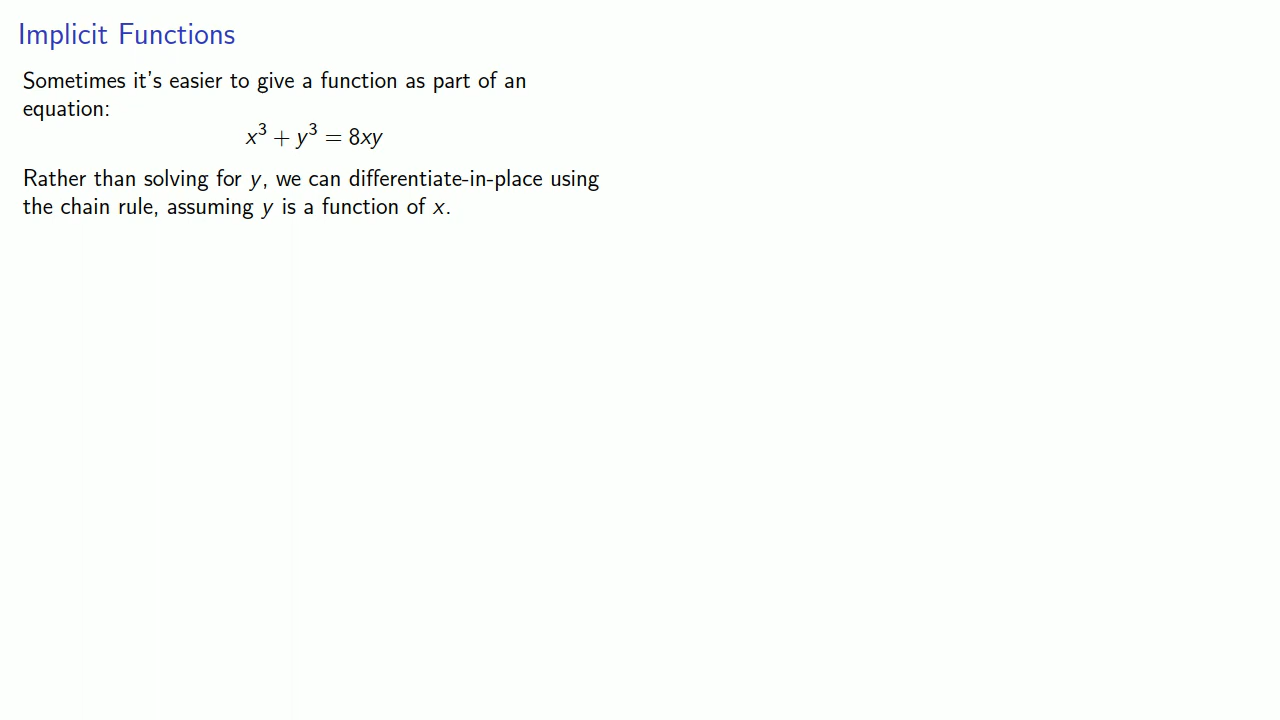 Implicit Functions
Sometimes it's easier to give a function as part of an
equation:
x³ + y³ = 8xy
Rather than solving for y, we can differentiate-in-place using
the chain rule, assuming y is a function of x.